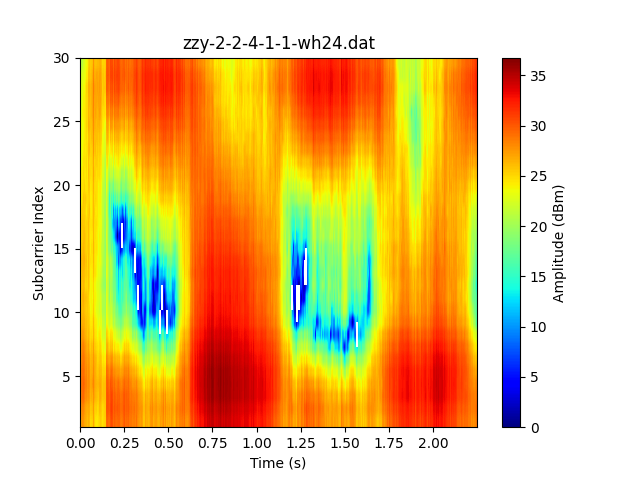 zzy-2-2-4-1-1-wh24.dat
30
25
20
15
10
5
Subcarrier Index
0.00 0.25 0.50 0.75 1.00 1.25 1.50 1.75 2.00
Time (s)
35
30
25
20
15
10
5
0
Amplitude (dBm)